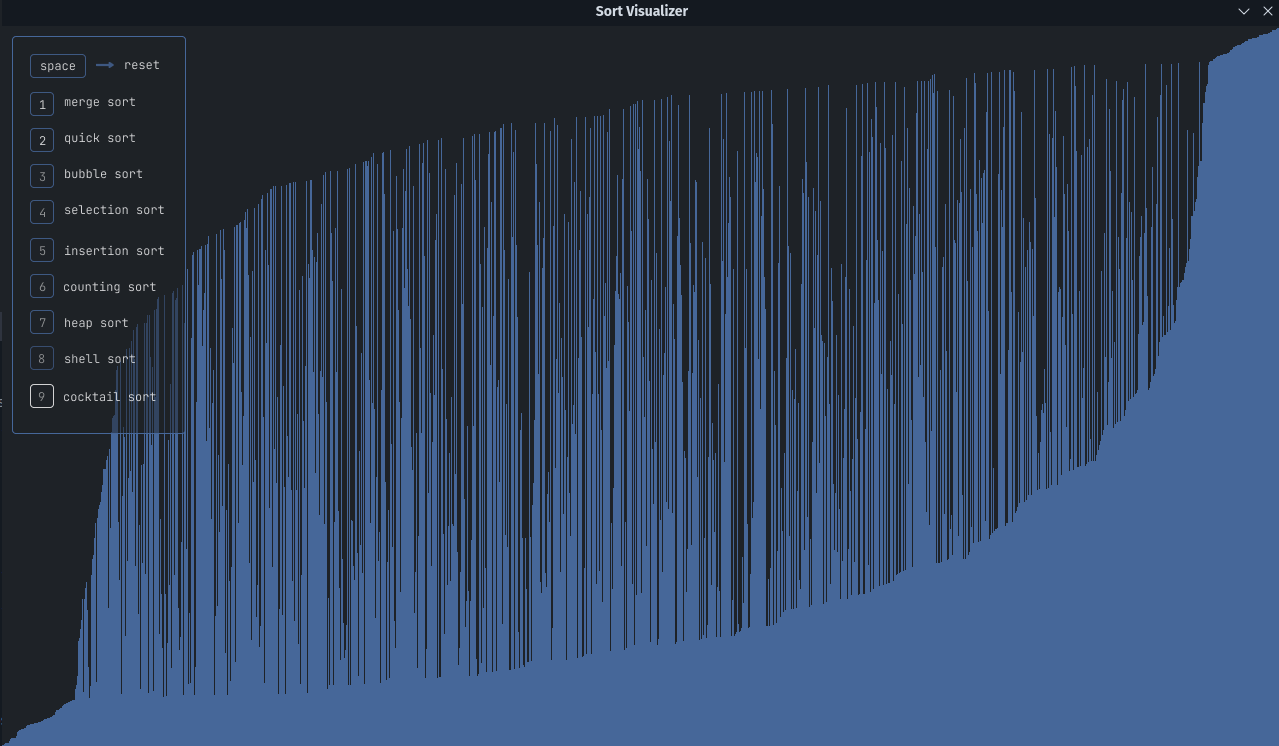 Sort Visualizer
space → reset
1 merge sort
2 quick sort
3 bubble sort
4 selection sort
5 insertion sort
6 counting sort
7 heap sort
8 shell sort
9 cocktail sort